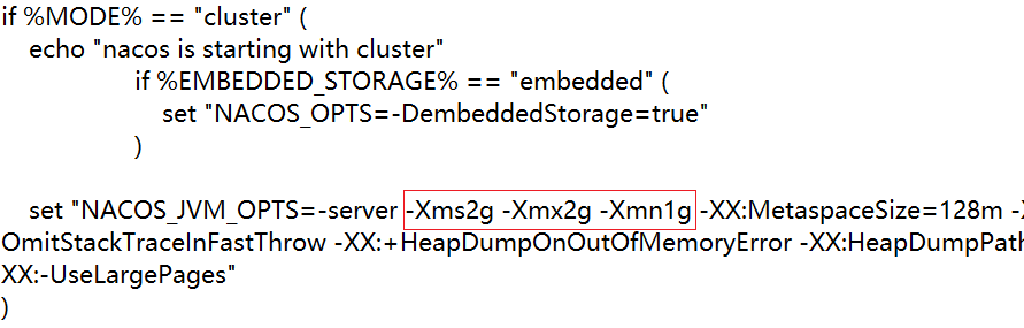 if %MODE% == "cluster" (
echo "nacos is starting with cluster"
if %EMBEDDED_STORAGE% == "embedded" (
set "NACOS_OPTS=-DembeddedStorage=true"
)
set "NACOS_JVM_OPTS=-server -Xms2g -Xmx2g -Xmn1g -XX:MetaspaceSize=128m -X
OmitStackTraceInFastThrow -XX:+HeapDumpOnOutOfMemoryError -XX:HeapDumpPath
XX:-UseLargePages"
)